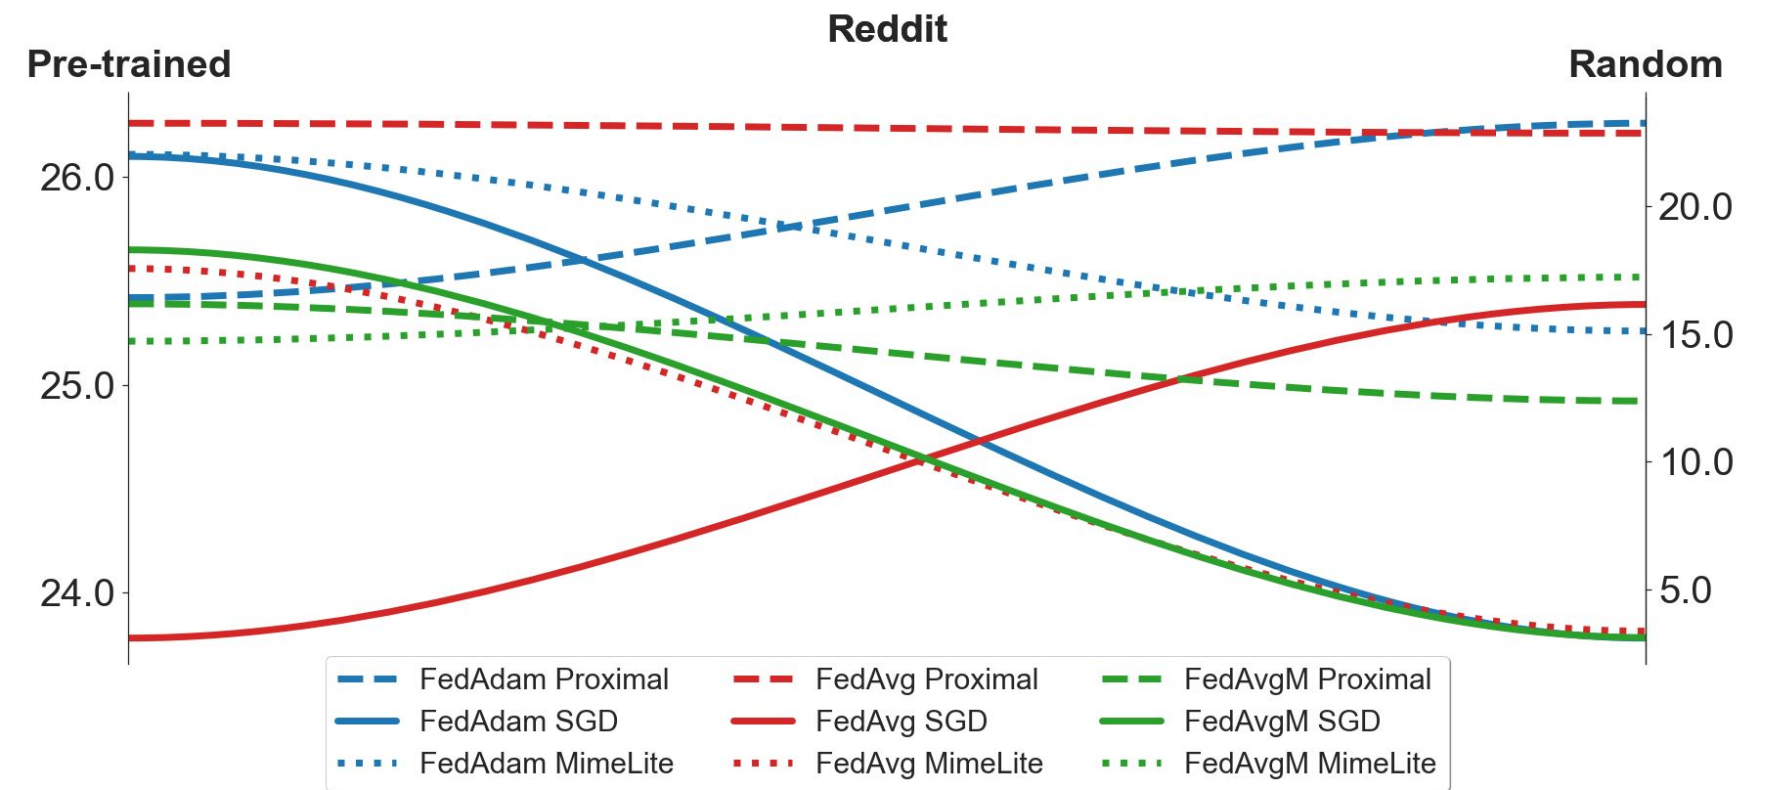 Reddit
Pre-trained
Random
26.0
25.0
24.0
20.0
15.0
10.0
5.0
FedAdam Proximal
FedAvg Proximal
FedAvgM Proximal
FedAdam SGD
FedAvg SGD
FedAvgM SGD
FedAdam MimeLite
FedAvg MimeLite
FedAvgM MimeLite